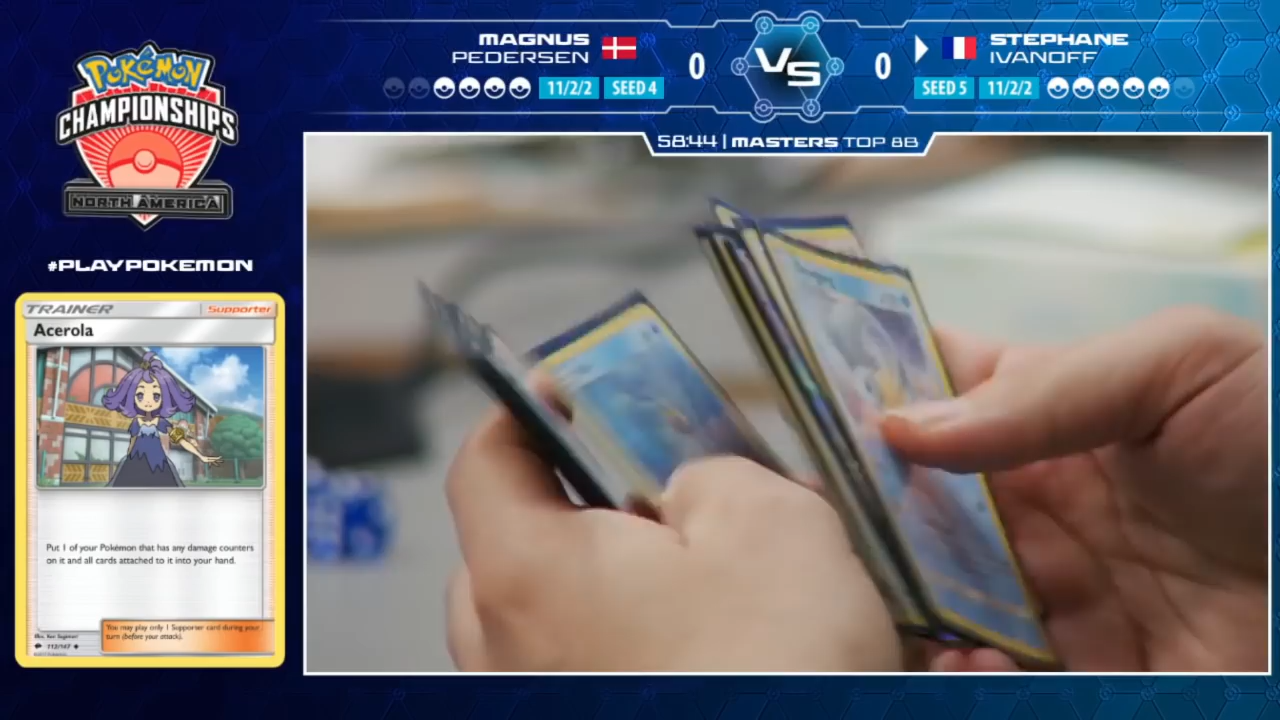 POKÉMON
CHAMPIONSHIPS
NORTH AMERICA
#PLAYPOKEMON
MAGNUS
PEDERSEN
11/2/2
SEED 4
0
VS
0
STEPHANE
IVANOFF
SEED 5
11/2/2
58:44 | MASTERS TOP 8B
TRAINER
Supporter
Acerola
Put 1 of your Pokémon that has any damage counters
on it and all cards attached to it into your hand.
You may play only 1 Supporter card during your
turn (before your attack).
112/147